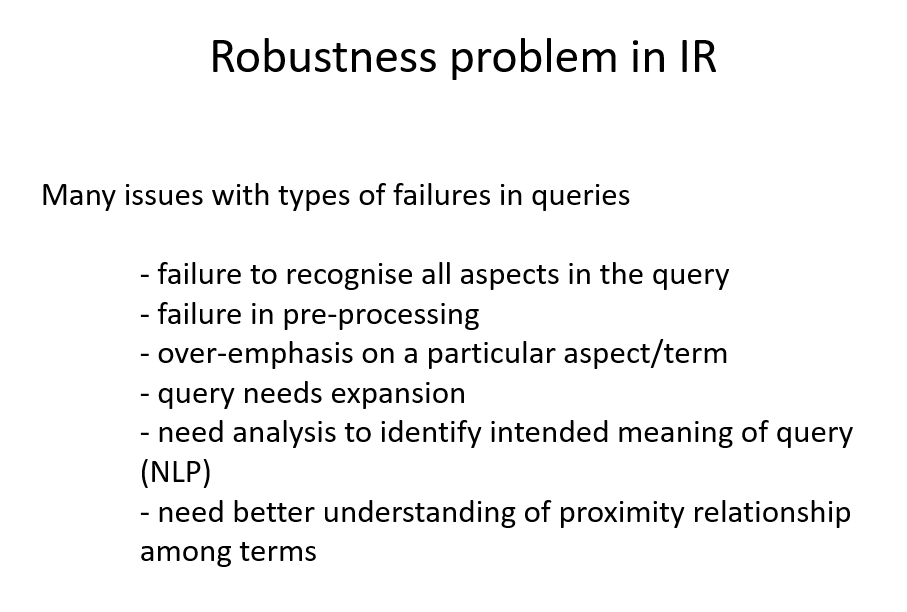 Robustness problem in IR
Many issues with types of failures in queries
- failure to recognise all aspects in the query
- failure in pre-processing
- over-emphasis on a particular aspect/term
- query needs expansion
- need analysis to identify intended meaning of query
(NLP)
- need better understanding of proximity relationship
among terms